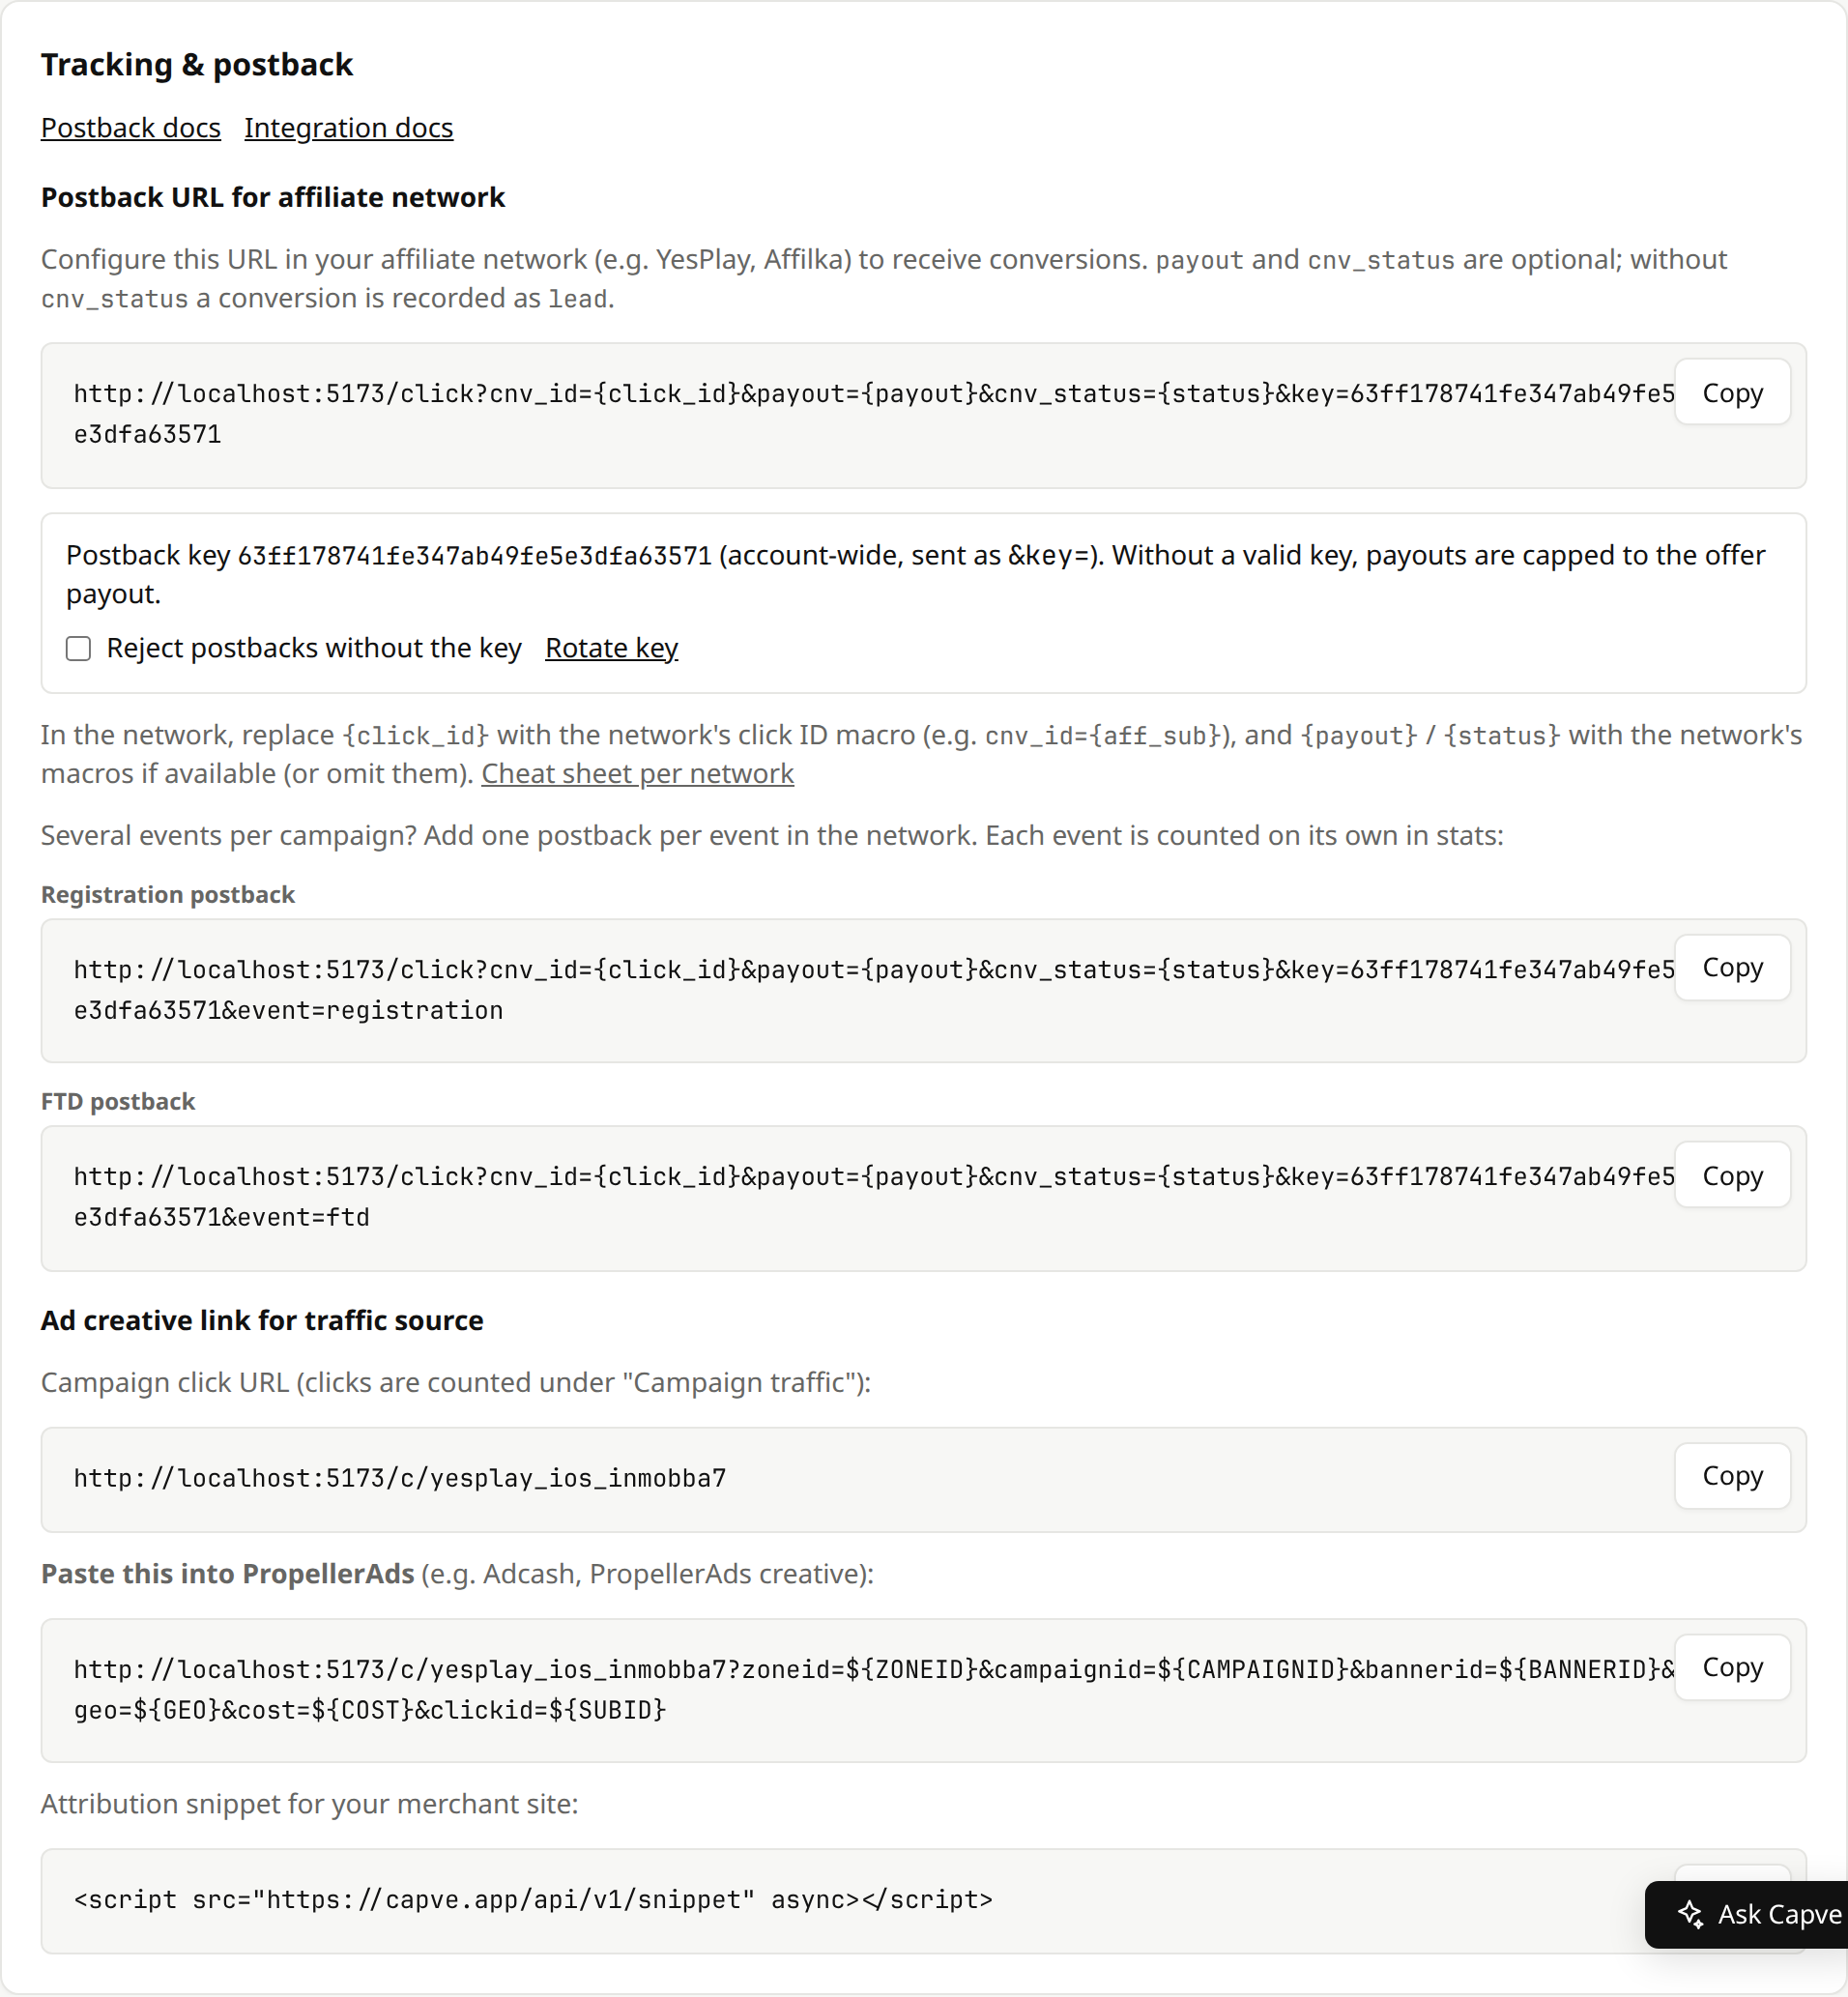 Tracking & postback
Postback docs Integration docs
Postback URL for affiliate network
Configure this URL in your affiliate network (e.g. YesPlay, Affilka) to receive conversions. payout and cnv_status are optional; without
cnv_status a conversion is recorded as lead.
http://localhost:5173/click?cnv_id={click_id}&payout={payout}&cnv_status={status}&key=63ff178741fe347ab49fe5 Copy
e3dfa63571
Postback key 63ff178741fe347ab49fe5e3dfa63571 (account-wide, sent as &key=). Without a valid key, payouts are capped to the offer
payout.
Reject postbacks without the key Rotate key
In the network, replace {click_id} with the network's click ID macro (e.g. cnv_id={aff_sub}), and {payout} / {status} with the network's
macros if available (or omit them). Cheat sheet per network
Several events per campaign? Add one postback per event in the network. Each event is counted on its own in stats:
Registration postback
http://localhost:5173/click?cnv_id={click_id}&payout={payout}&cnv_status={status}&key=63ff178741fe347ab49fe5 Copy
e3dfa63571&event=registration
FTD postback
http://localhost:5173/click?cnv_id={click_id}&payout={payout}&cnv_status={status}&key=63ff178741fe347ab49fe5 Copy
e3dfa63571&event=ftd
Ad creative link for traffic source
Campaign click URL (clicks are counted under "Campaign traffic"):
http://localhost:5173/c/yesplay_ios_inmobba7 Copy
Paste this into PropellerAds (e.g. Adcash, PropellerAds creative):
http://localhost:5173/c/yesplay_ios_inmobba7?zoneid=${ZONEID}&campaignid=${CAMPAIGNID}&bannerid=${BANNERID}& Copy
geo=${GEO}&cost=${COST}&clickid=${SUBID}
Attribution snippet for your merchant site:
<script src="https://capve.app/api/v1/snippet" async></script>
Ask Capve